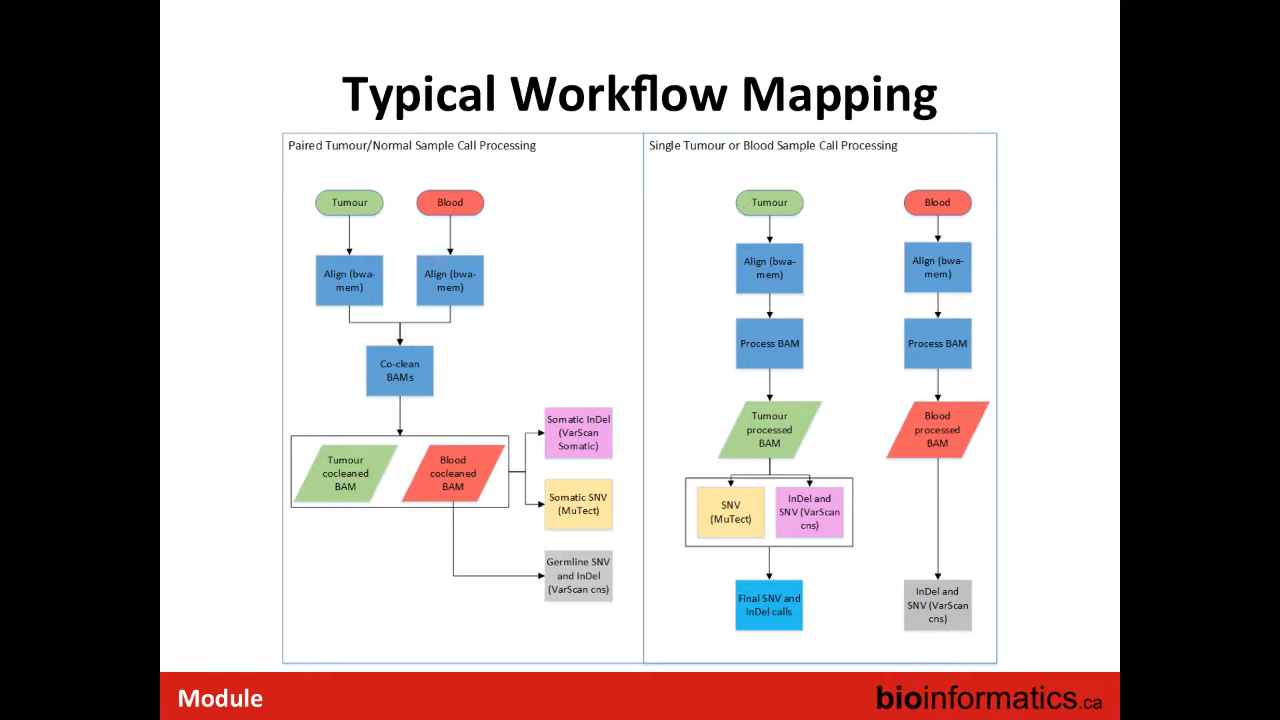 Typical Workflow Mapping
Paired Tumour/Normal Sample Call Processing
Tumour
Blood
Align (bwa-
mem)
Align (bwa-
mem)
Co-clean
BAMs
Tumour
cocleaned
BAM
Blood
cocleaned
BAM
Somatic InDel
(VarScan
Somatic)
Somatic SNV
(MuTect)
Germline SNV
and InDel
(VarScan cns)
Single Tumour or Blood Sample Call Processing
Tumour
Align (bwa-
mem)
Process BAM
Tumour
processed
BAM
SNV
(MuTect)
InDel and
SNV (VarScan
cns)
Final SNV and
InDel calls
Blood
Align (bwa-
mem)
Process BAM
Blood
processed
BAM
InDel and
SNV (VarScan
cns)
Module
bioinformatics.ca